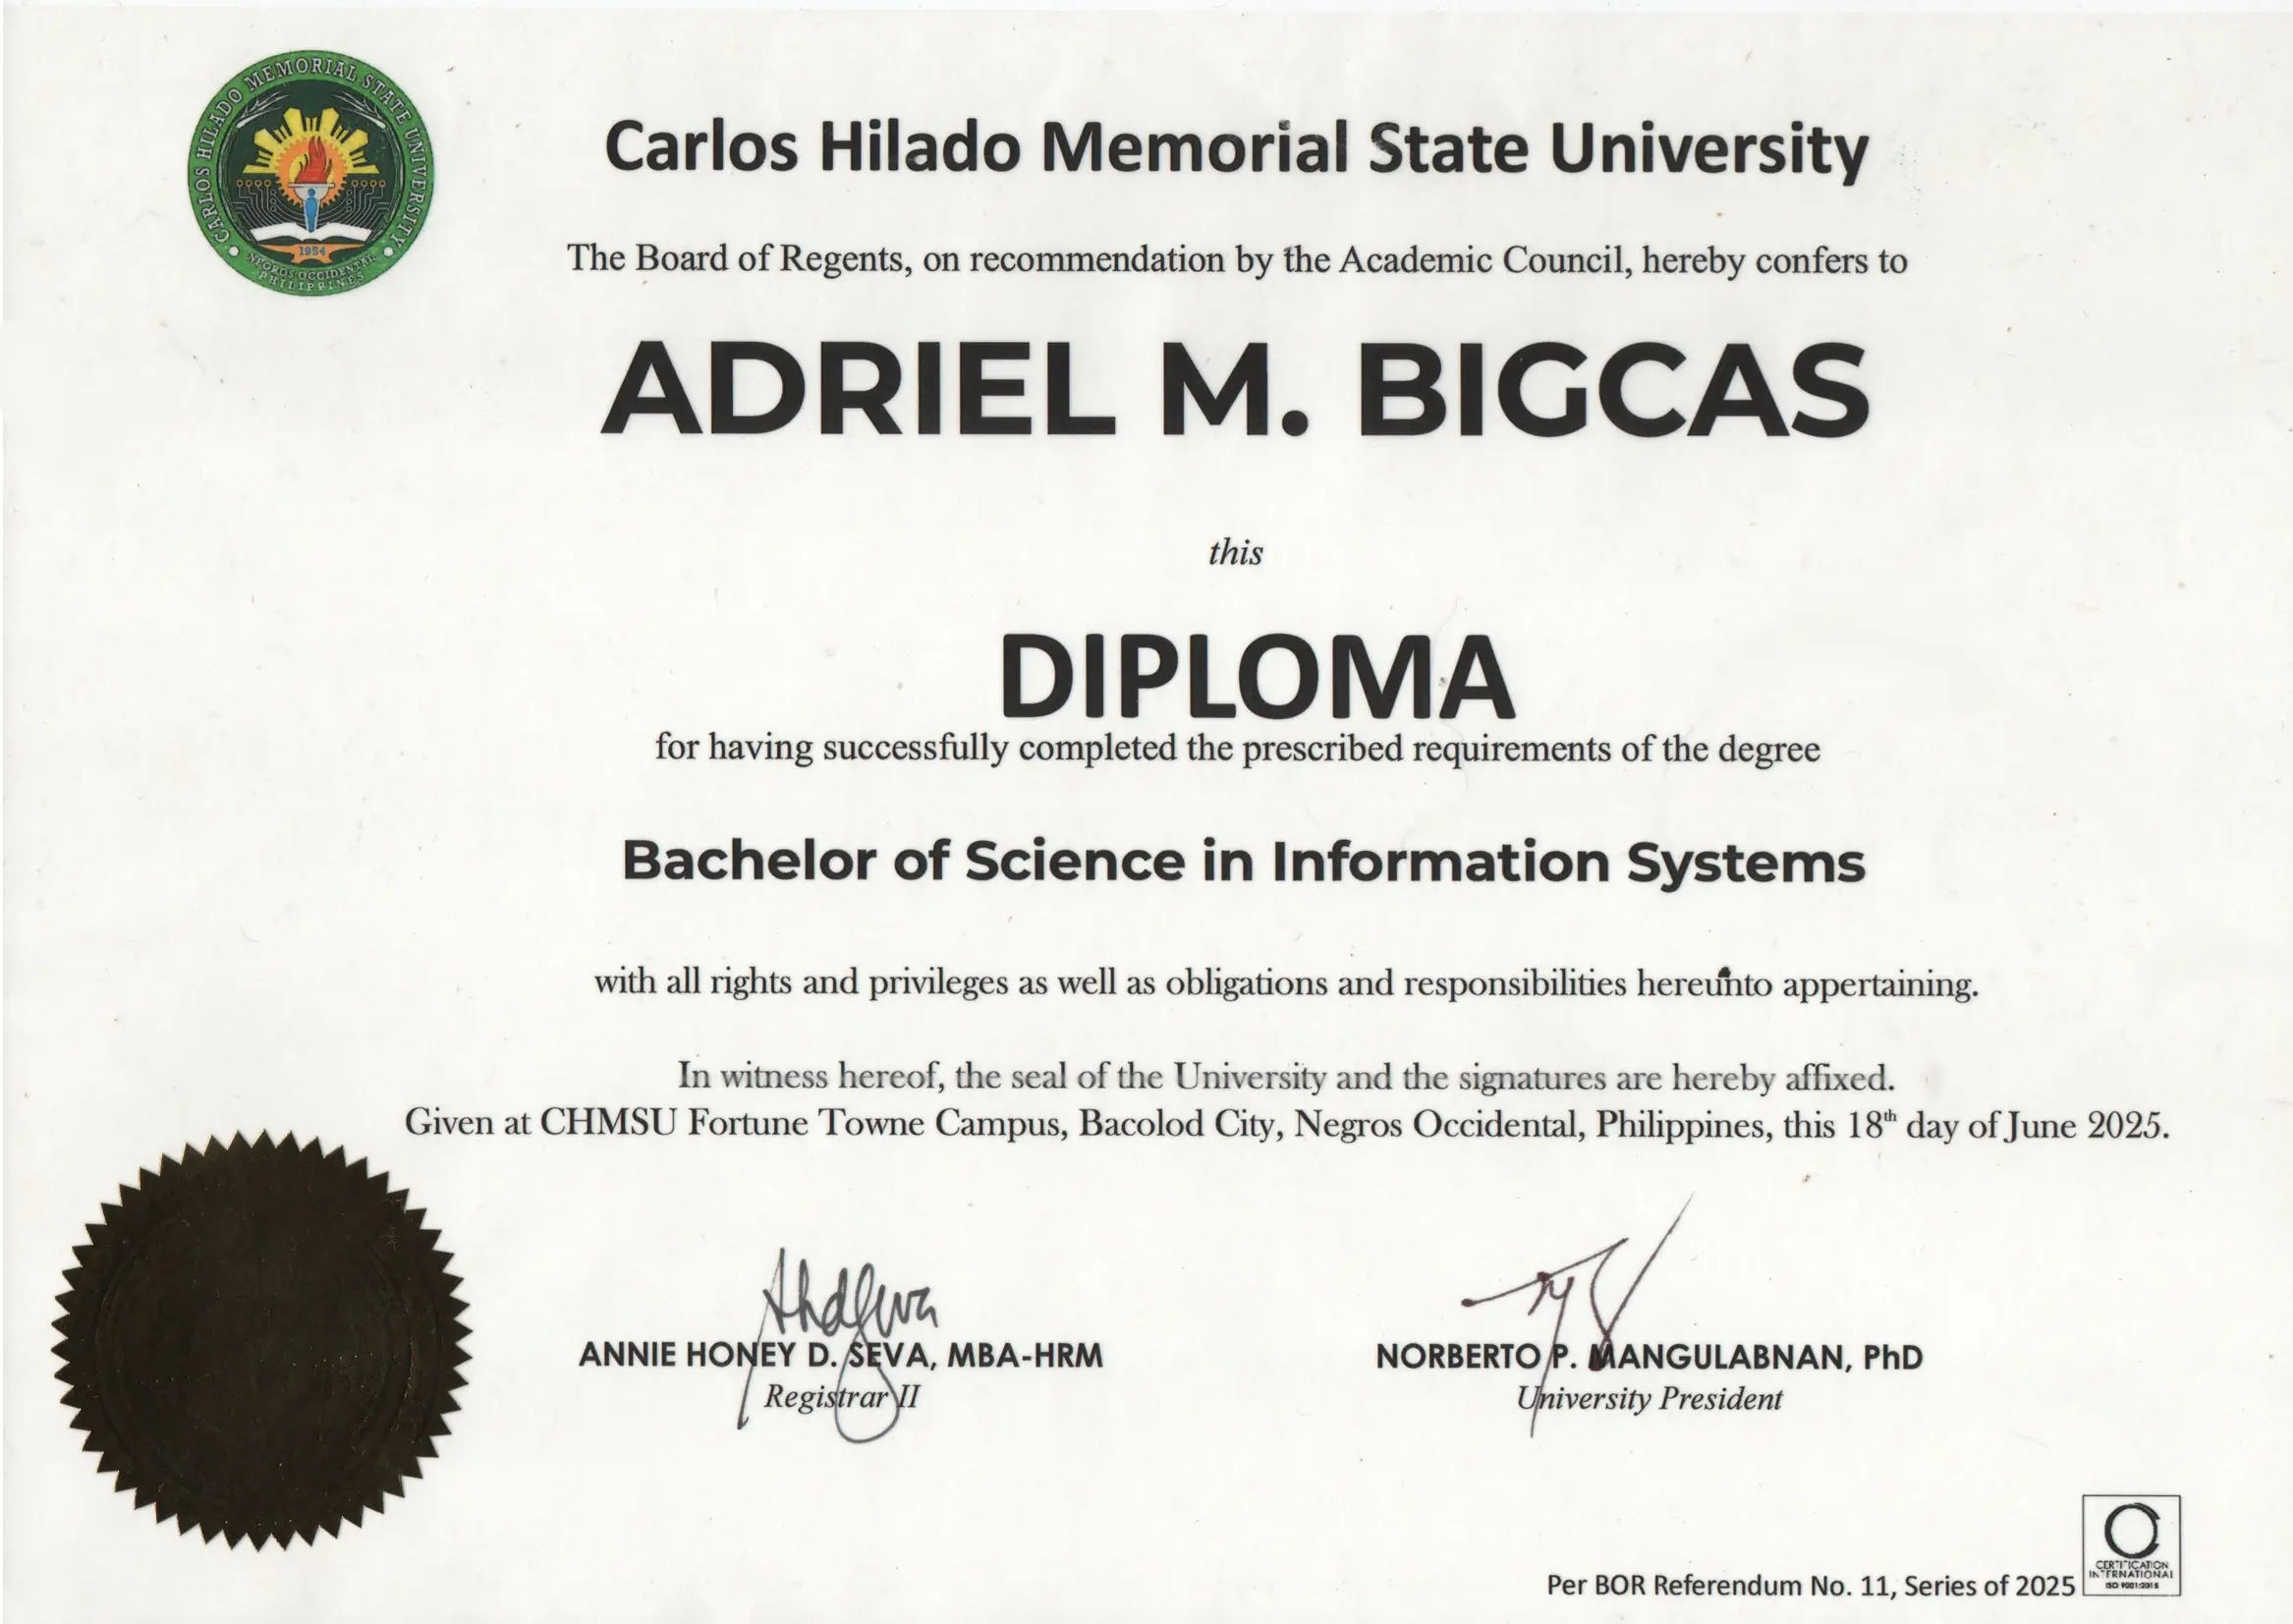 CARLOS HILADO MEMORIAL STATE UNIVERSITY
1954
NEGROS OCCIDENTAL
PHILIPPINES
Carlos Hilado Memorial State University
The Board of Regents, on recommendation by the Academic Council, hereby confers to
ADRIEL M. BIGCAS
this
DIPLOMA
for having successfully completed the prescribed requirements of the degree
Bachelor of Science in Information Systems
with all rights and privileges as well as obligations and responsibilities hereunto appertaining.
In witness hereof, the seal of the University and the signatures are hereby affixed.
Given at CHMSU Fortune Towne Campus, Bacolod City, Negros Occidental, Philippines, this 18th day of June 2025.
ANNIE HONEY D. SEVA, MBA-HRM
Registrar II
NORBERTO P. MANGULABNAN, PhD
University President
CERTIFICATION
INTERNATIONAL
ISO 9001:2015
Per BOR Referendum No. 11, Series of 2025